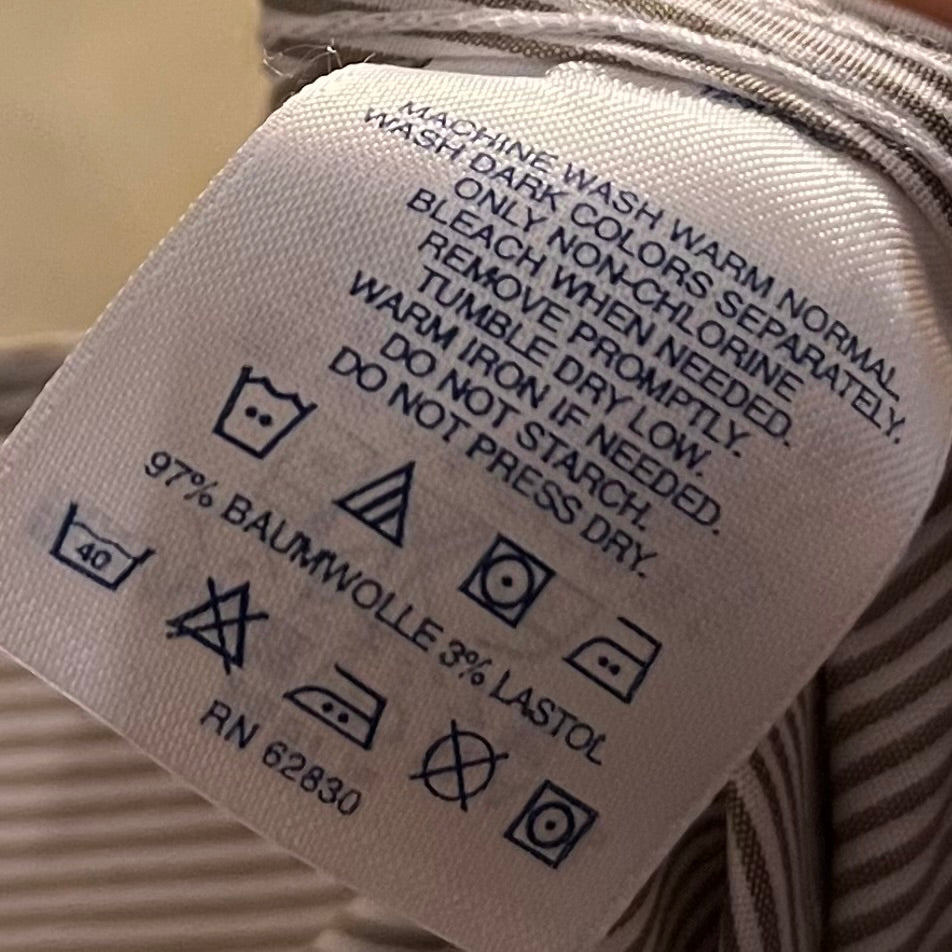 MACHINE WASH WARM NORMAL
WASH DARK COLORS SEPARATELY.
ONLY NON-CHLORINE
BLEACH WHEN NEEDED.
REMOVE PROMPTLY.
TUMBLE DRY LOW.
WARM IRON IF NEEDED.
DO NOT STARCH.
DO NOT PRESS DRY.
97% BAUMWOLLE 3% LASTOL
40
RN 62830